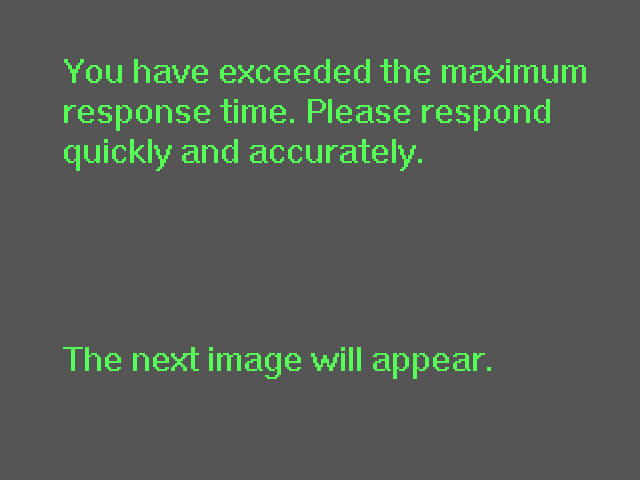 You have exceeded the maximum
response time. Please respond
quickly and accurately.
The next image will appear.